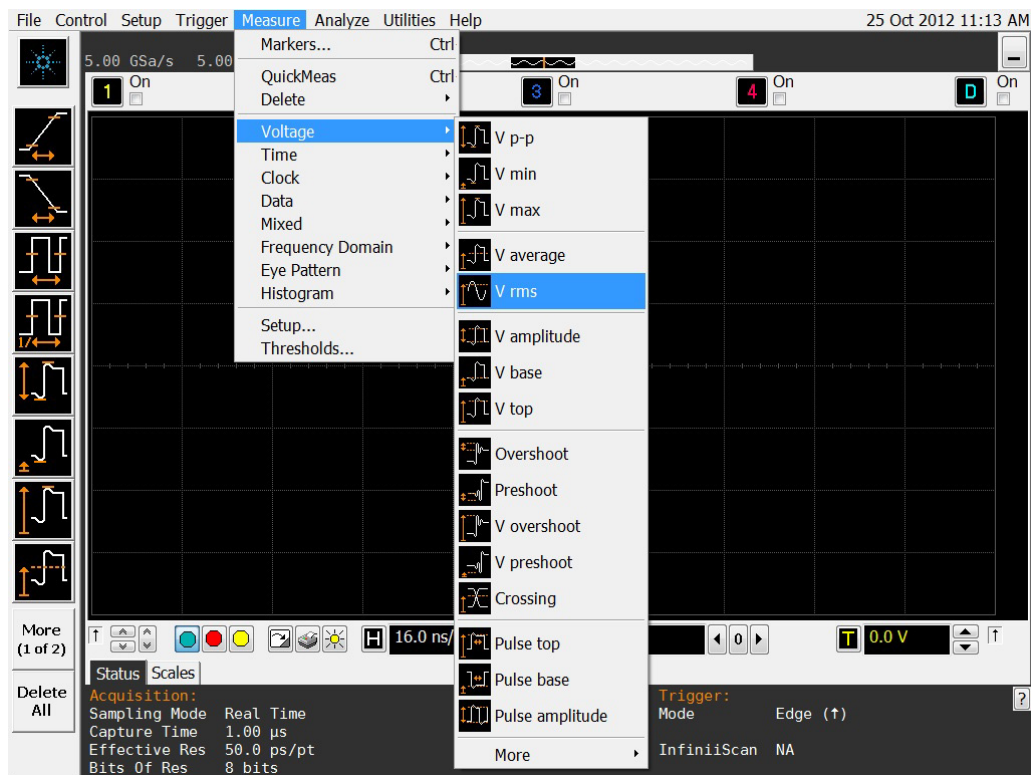 File Control Setup Trigger Measure Analyze Utilities Help 25 Oct 2012 11:13 AM
Markers... Ctrl
5.00 GSa/s 5.00
QuickMeas Ctrl
Delete
1 On
3 On
4 On
D On
Voltage
Time
Clock
Data
Mixed
Frequency Domain
Eye Pattern
Histogram
Setup...
Thresholds...
V p-p
V min
V max
V average
V rms
V amplitude
V base
V top
Overshoot
Preshoot
V overshoot
V preshoot
Crossing
Pulse top
Pulse base
Pulse amplitude
More
1/
More
(1 of 2)
Delete
All
H 16.0 ns/
0
T 0.0 V
Status Scales
?
Acquisition:
Sampling Mode Real Time
Capture Time 1.00 µs
Effective Res 50.0 ps/pt
Bits Of Res 8 bits
Trigger:
Mode Edge (↑)
InfiniiScan NA